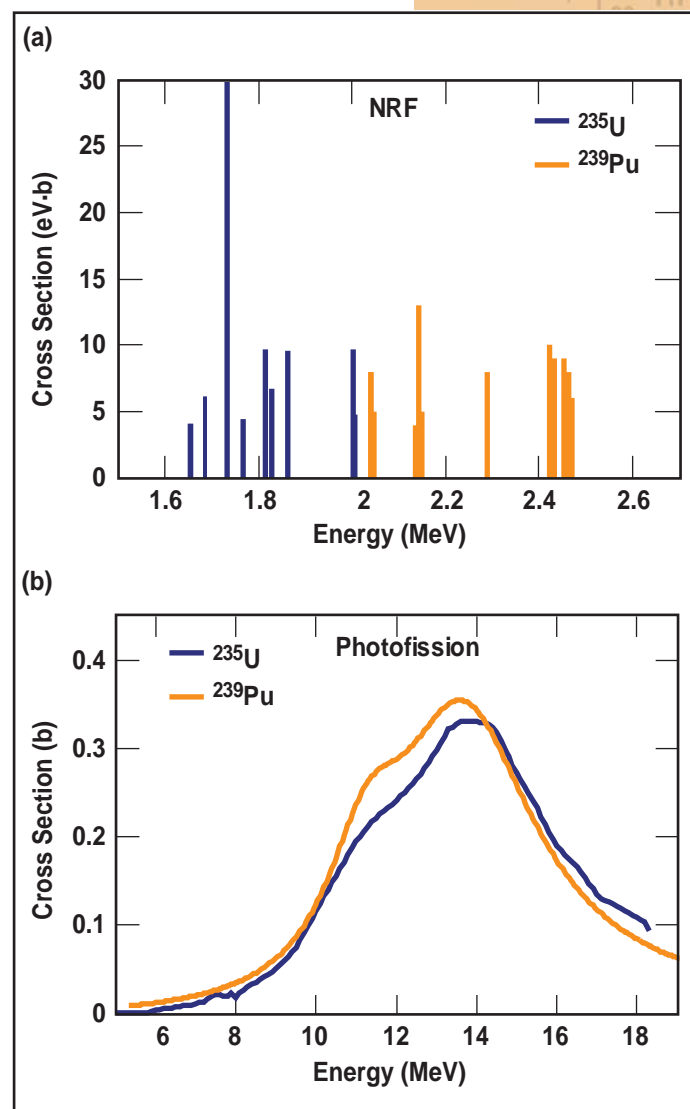 (a)
NRF
²³⁵U
²³⁹Pu
Cross Section (eV·b)
30
25
20
15
10
5
0
1.6 1.8 2 2.2 2.4 2.6
Energy (MeV)
(b)
Photofission
²³⁵U
²³⁹Pu
Cross Section (b)
0.4
0.3
0.2
0.1
0
6 8 10 12 14 16 18
Energy (MeV)